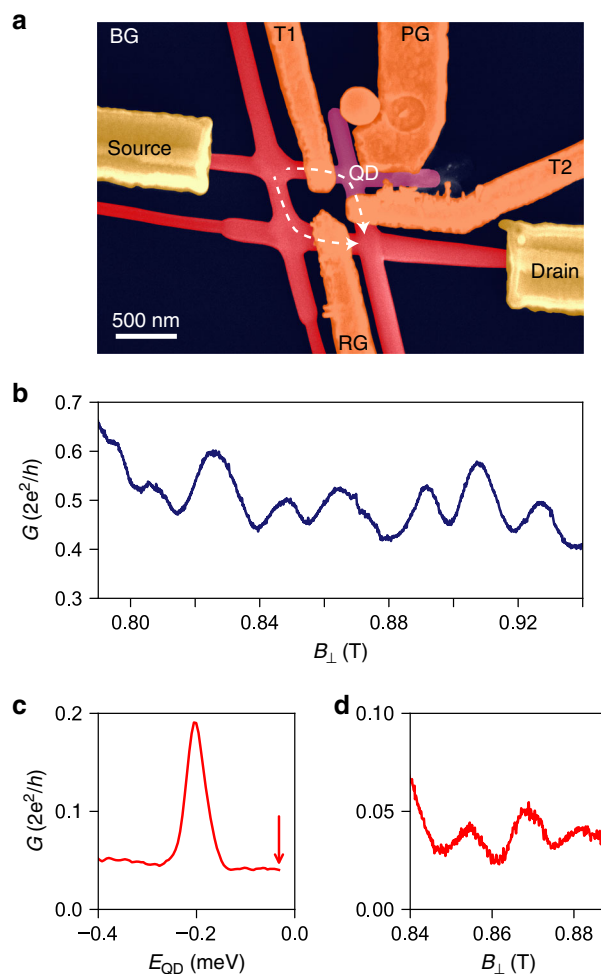 a
BG
T1
PG
Source
QD
T2
Drain
500 nm
RG
b
0.7
0.6
0.5
0.4
0.3
G (2e²/h)
0.80 0.84 0.88 0.92
B⊥ (T)
c
0.2
0.1
0.0
G (2e²/h)
−0.4 −0.2 0.0
E_QD (meV)
d
0.10
0.05
0.00
0.84 0.86 0.88
B⊥ (T)